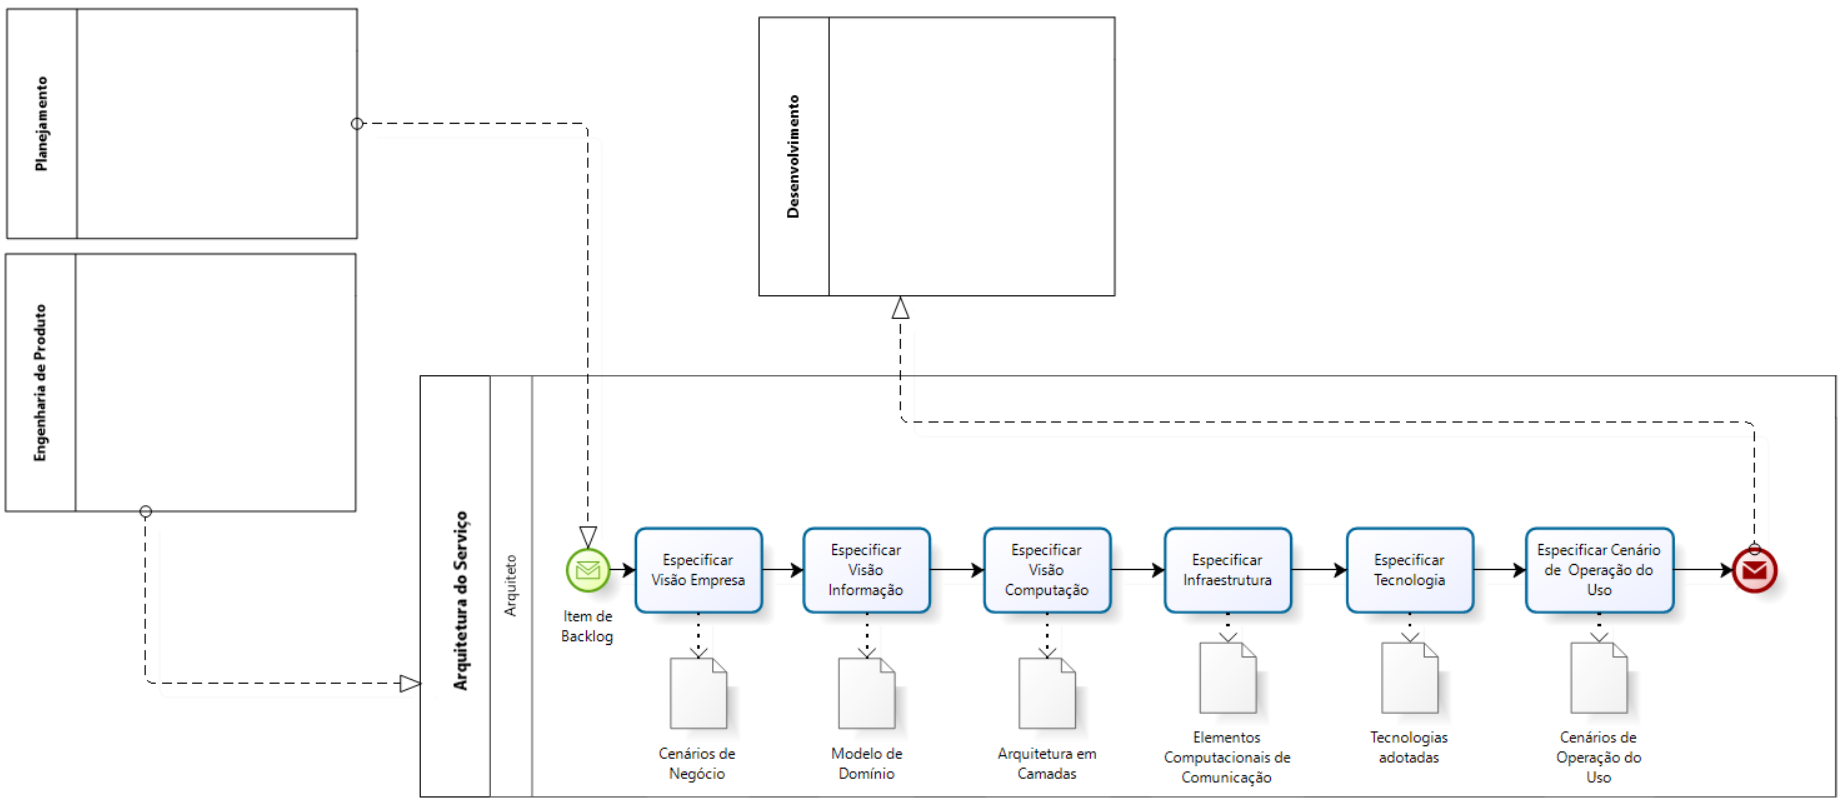 Planejamento
Engenharia de Produto
Desenvolvimento
Arquitetura do Serviço
Arquiteto
Item de
Backlog
Especificar
Visão Empresa
Especificar
Visão
Informação
Especificar
Visão
Computação
Especificar
Infraestrutura
Especificar
Tecnologia
Especificar Cenário
de Operação do
Uso
Cenários de
Negócio
Modelo de
Domínio
Arquitetura em
Camadas
Elementos
Computacionais de
Comunicação
Tecnologias
adotadas
Cenários de
Operação do
Uso